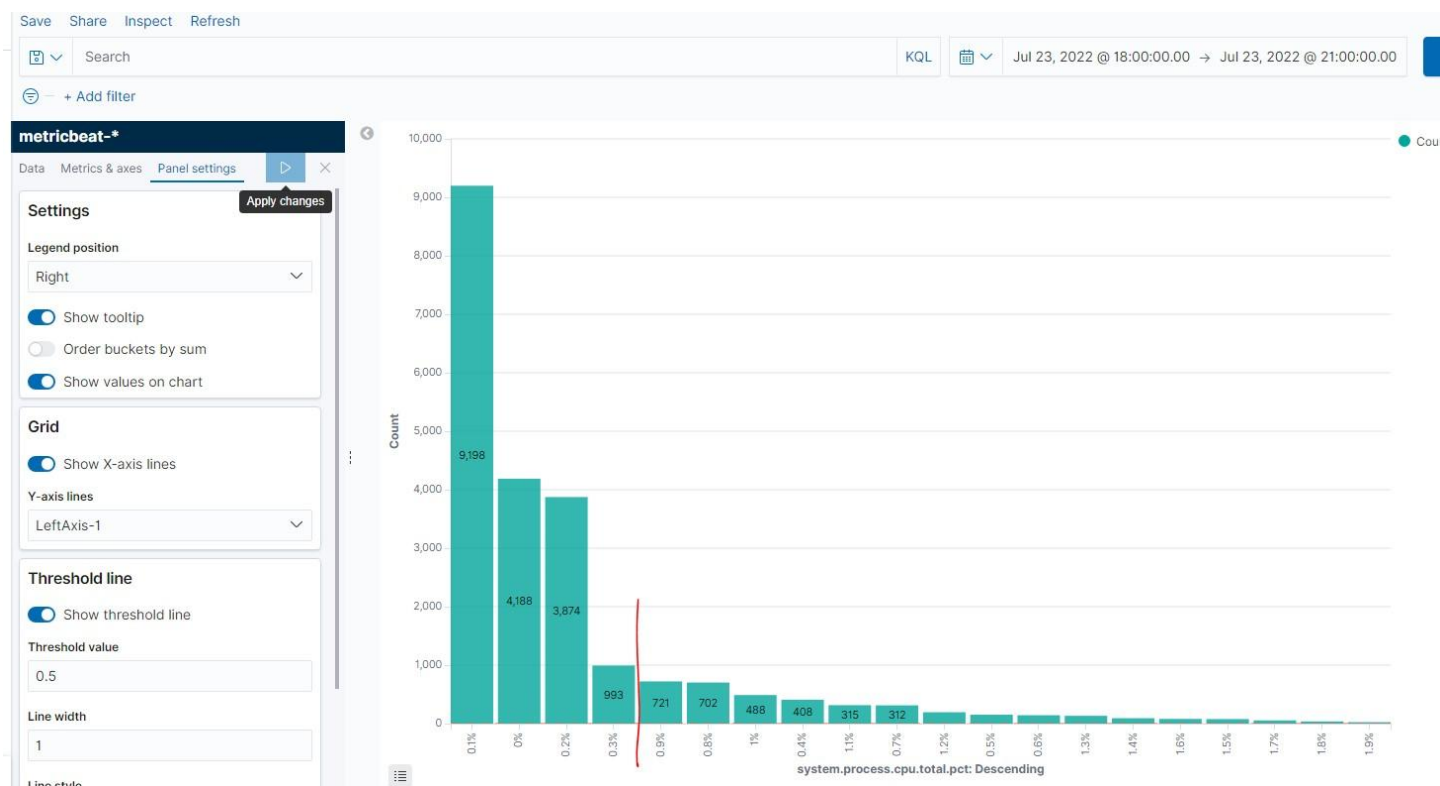 Save Share Inspect Refresh
Search
KQL
Jul 23, 2022 @ 18:00:00.00 → Jul 23, 2022 @ 21:00:00.00
+ Add filter
metricbeat-*
Data Metrics & axes Panel settings
Apply changes
Settings
Legend position
Right
Show tooltip
Order buckets by sum
Show values on chart
Grid
Show X-axis lines
Y-axis lines
LeftAxis-1
Threshold line
Show threshold line
Threshold value
0.5
Line width
1
Line style
10,000
9,000
8,000
7,000
6,000
5,000
4,000
3,000
2,000
1,000
0
Count
9,198
4,188
3,874
993
721
702
488
408
315
312
0.1%
0%
0.2%
0.3%
0.9%
0.8%
1%
0.4%
1.1%
0.7%
1.2%
0.5%
0.6%
1.3%
1.4%
1.6%
1.5%
1.7%
1.8%
1.9%
system.process.cpu.total.pct: Descending